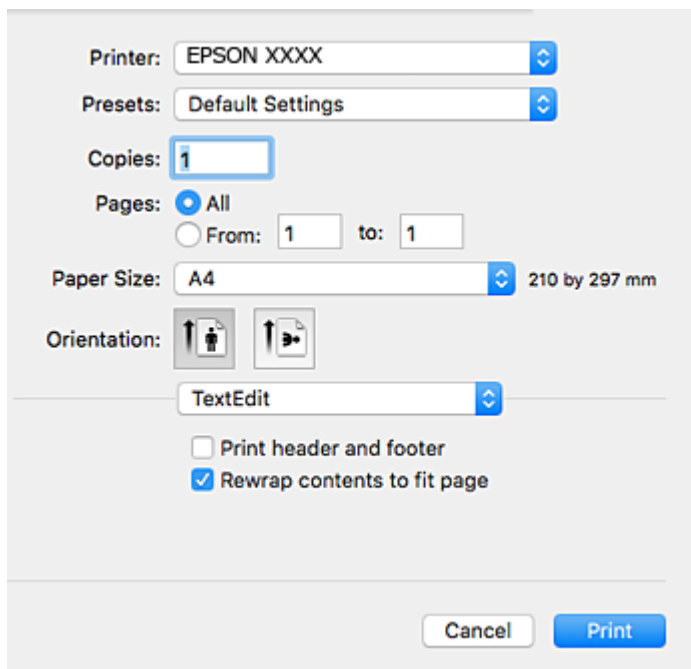 Printer: EPSON XXXX
Presets: Default Settings
Copies: 1
Pages: All
From: 1 to: 1
Paper Size: A4 210 by 297 mm
Orientation:
TextEdit
Print header and footer
Rewrap contents to fit page
Cancel Print